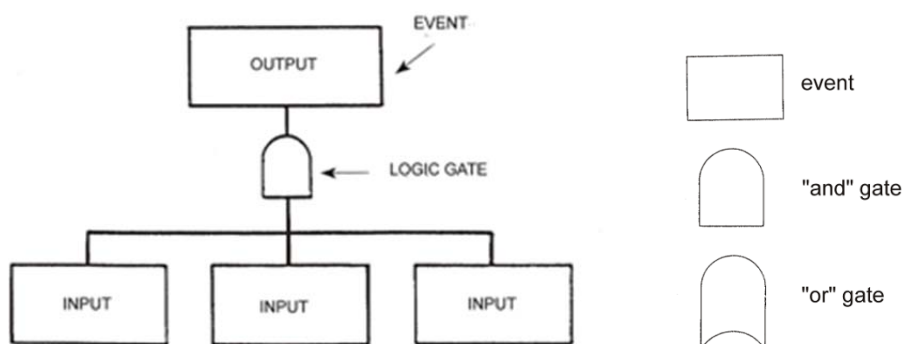 EVENT
OUTPUT
LOGIC GATE
INPUT
INPUT
INPUT
event
"and" gate
"or" gate